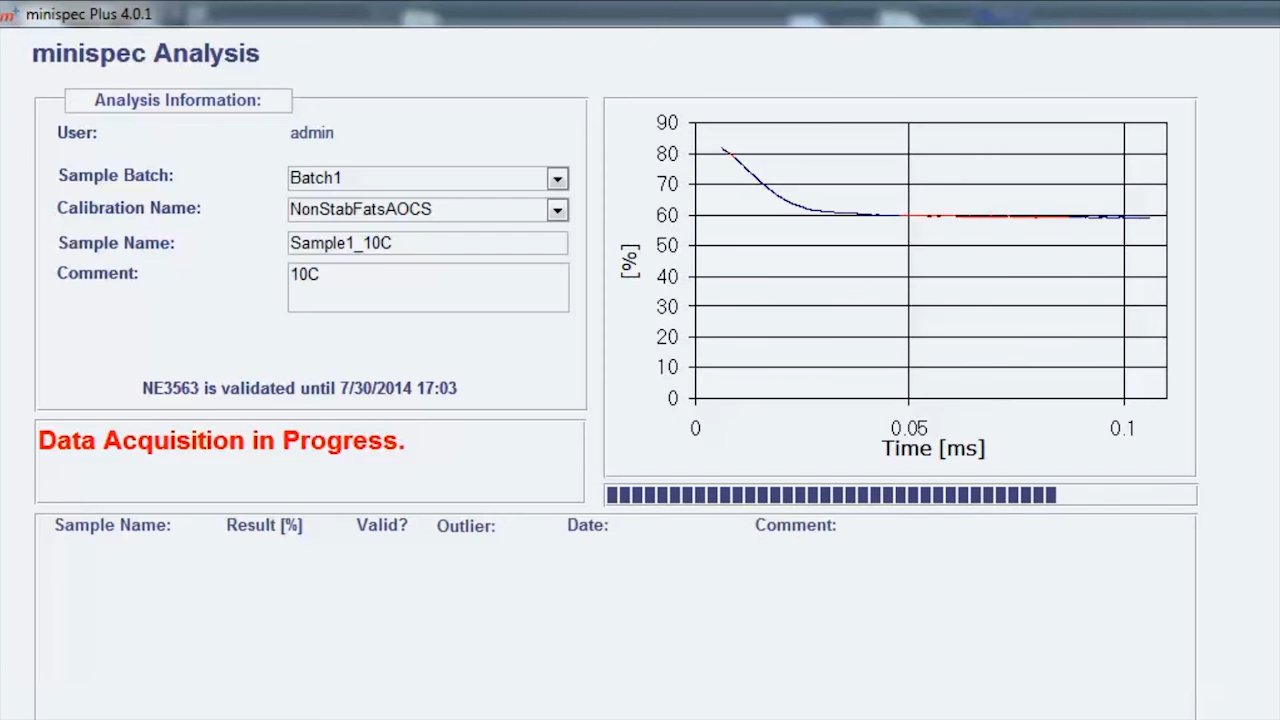 minispec Plus 4.0.1
minispec Analysis
Analysis Information:
User: admin
Sample Batch: Batch1
Calibration Name: NonStabFatsAOCS
Sample Name: Sample1_10C
Comment: 10C
NE3563 is validated until 7/30/2014 17:03
Data Acquisition in Progress.
90
80
70
60
50
40
30
20
10
0
[%]
0 0.05 0.1
Time [ms]
Sample Name: Result [%] Valid? Outlier: Date: Comment: